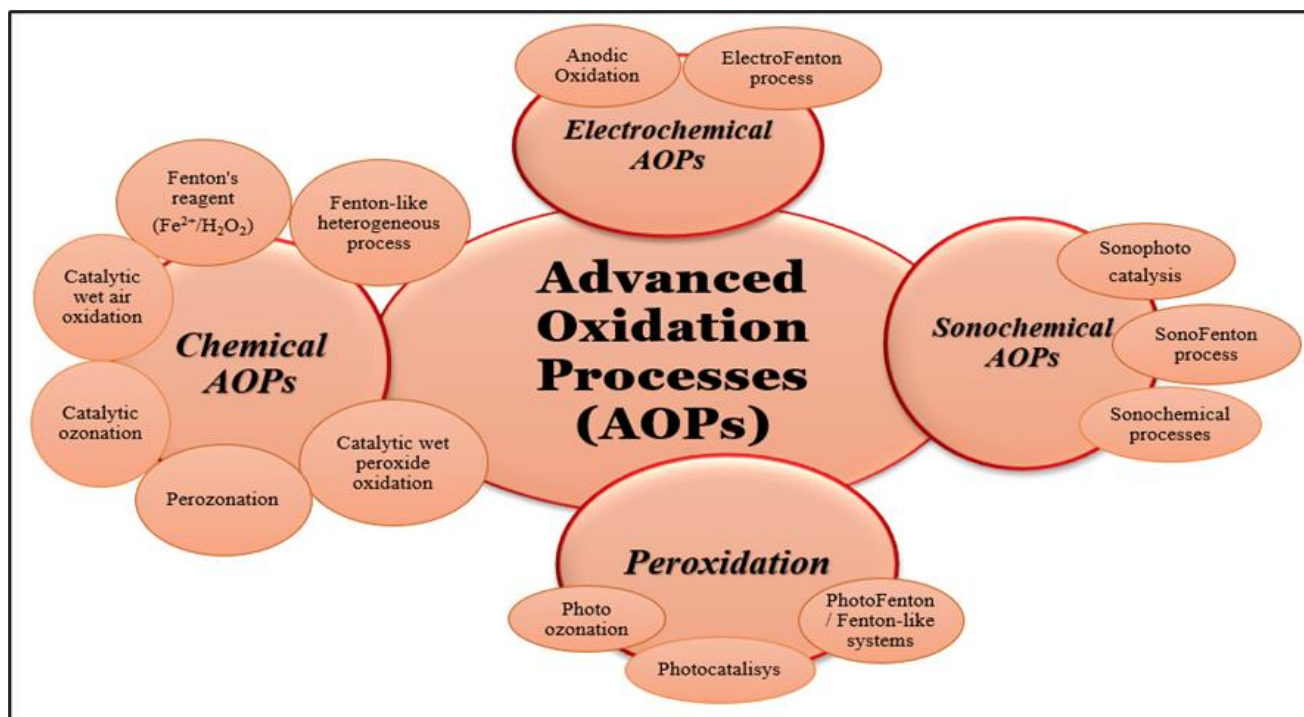 Anodic
Oxidation
ElectroFenton
process
Electrochemical
AOPs
Fenton's
reagent
(Fe²⁺/H₂O₂)
Fenton-like
heterogeneous
process
Catalytic
wet air
oxidation
Chemical
AOPs
Catalytic
ozonation
Perozonation
Catalytic wet
peroxide
oxidation
Advanced
Oxidation
Processes
(AOPs)
Sonochemical
AOPs
Sonophoto
catalysis
SonoFenton
process
Sonochemical
processes
Peroxidation
Photo
ozonation
Photocatalisys
PhotoFenton
/ Fenton-like
systems